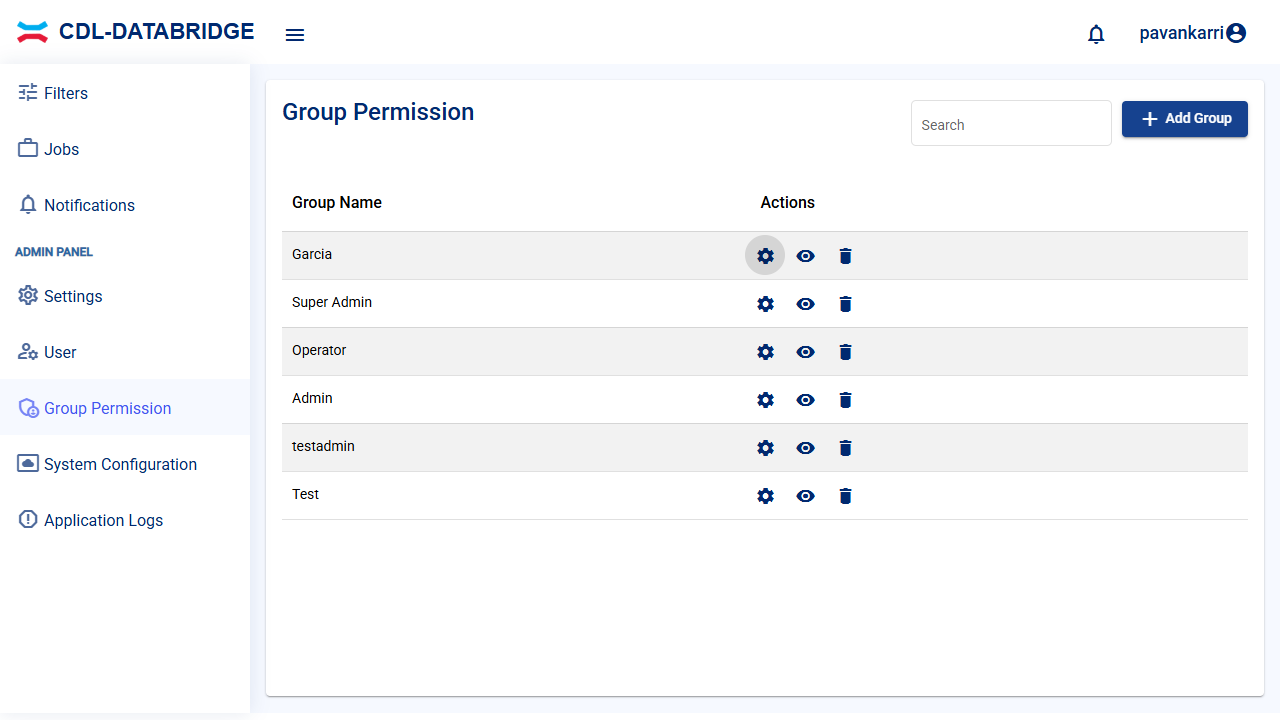 CDL-DATABRIDGE
pavankarri
Filters
Jobs
Notifications
ADMIN PANEL
Settings
User
Group Permission
System Configuration
Application Logs
Group Permission
Search
Add Group
Group Name Actions
Garcia
Super Admin
Operator
Admin
testadmin
Test